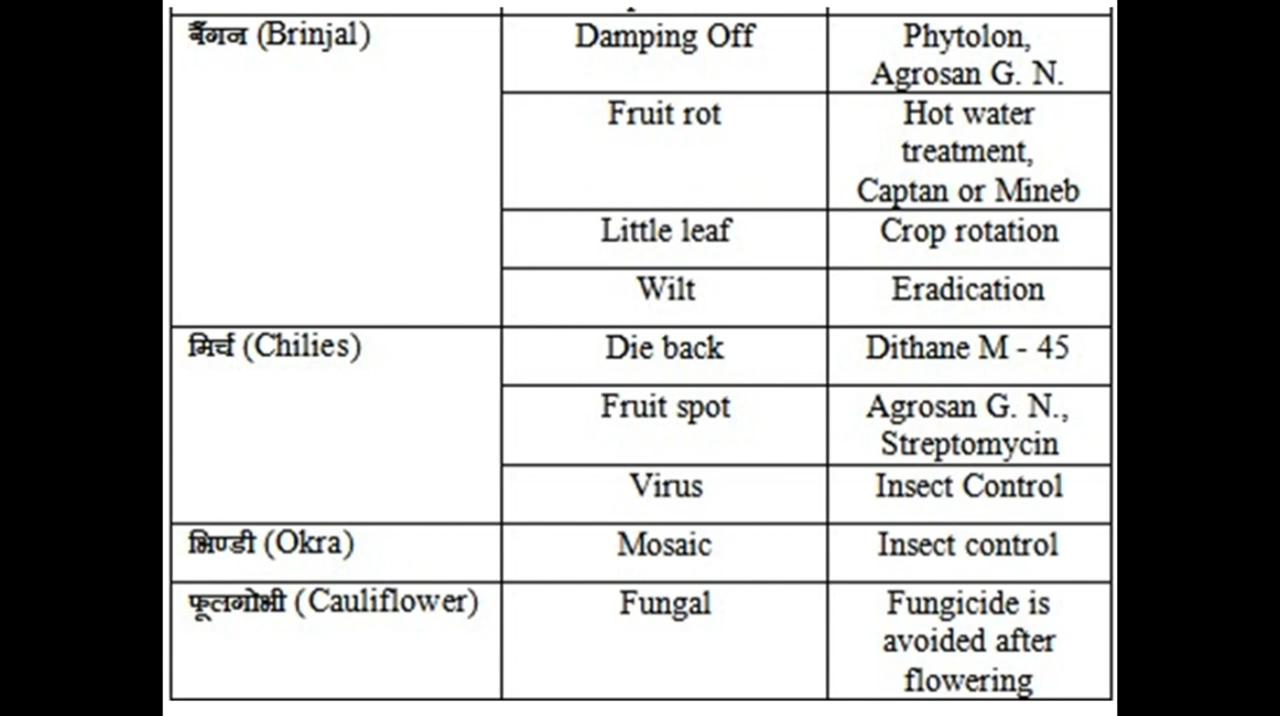 बैंगन (Brinjal)
Damping Off
Phytolon,
Agrosan G. N.
Fruit rot
Hot water
treatment,
Captan or Mineb
Little leaf
Crop rotation
Wilt
Eradication
मिर्च (Chilies)
Die back
Dithane M - 45
Fruit spot
Agrosan G. N.,
Streptomycin
Virus
Insect Control
भिण्डी (Okra)
Mosaic
Insect control
फूलगोभी (Cauliflower)
Fungal
Fungicide is
avoided after
flowering